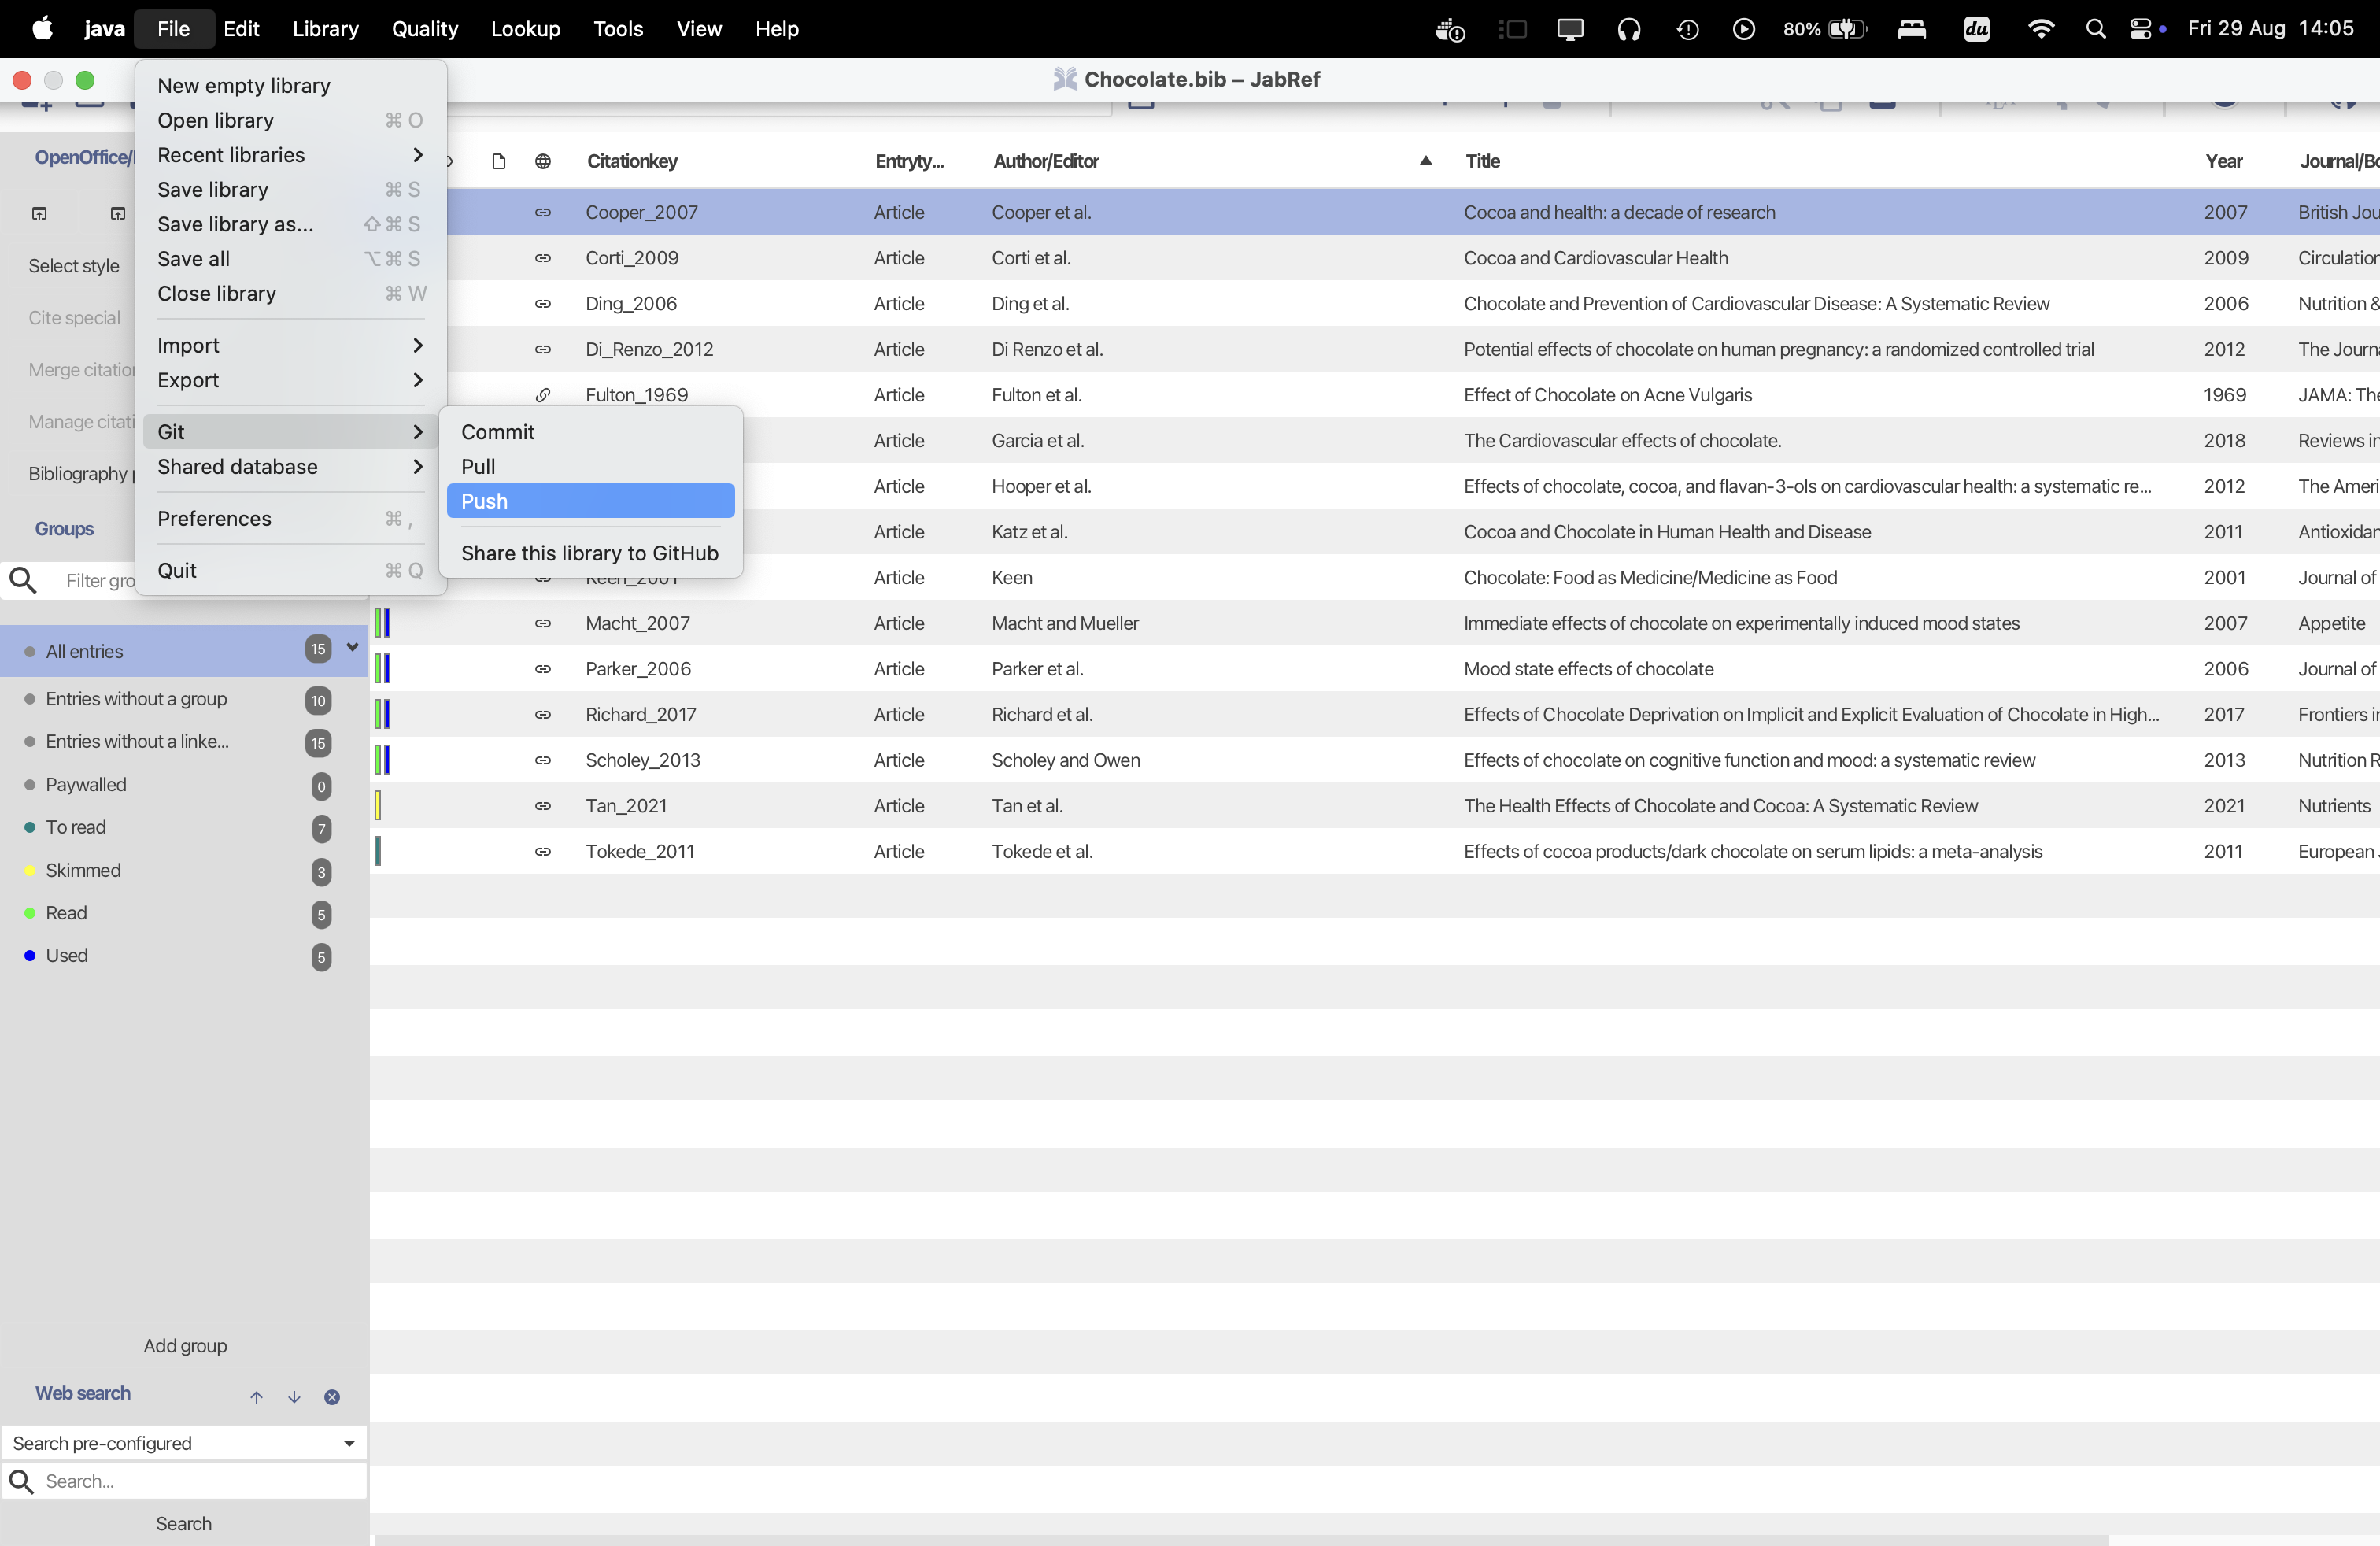 java File Edit Library Quality Lookup Tools View Help 80% du Fri 29 Aug 14:05
Chocolate.bib – JabRef
New empty library
Open library ⌘ O
Recent libraries
Save library ⌘ S
Save library as... ⇧⌘ S
Save all ⌥⌘ S
Close library ⌘ W
Import
Export
Git
Shared database
Preferences ⌘ ,
Quit ⌘ Q
Commit
Pull
Push
Share this library to GitHub
OpenOffice/
Select style
Cite special
Merge citation
Manage citati
Bibliography p
Groups
Filter gro
All entries 15
Entries without a group 10
Entries without a linke... 15
Paywalled 0
To read 7
Skimmed 3
Read 5
Used 5
Add group
Web search
Search pre-configured
Search...
Search
Citationkey Entryty... Author/Editor Title Year Journal/Bo
Cooper_2007 Article Cooper et al. Cocoa and health: a decade of research 2007 British Jou
Corti_2009 Article Corti et al. Cocoa and Cardiovascular Health 2009 Circulation
Ding_2006 Article Ding et al. Chocolate and Prevention of Cardiovascular Disease: A Systematic Review 2006 Nutrition &
Di_Renzo_2012 Article Di Renzo et al. Potential effects of chocolate on human pregnancy: a randomized controlled trial 2012 The Journa
Fulton_1969 Article Fulton et al. Effect of Chocolate on Acne Vulgaris 1969 JAMA: The
Article Garcia et al. The Cardiovascular effects of chocolate. 2018 Reviews in
Article Hooper et al. Effects of chocolate, cocoa, and flavan-3-ols on cardiovascular health: a systematic re... 2012 The Ameri
Article Katz et al. Cocoa and Chocolate in Human Health and Disease 2011 Antioxidan
Keen_2001 Article Keen Chocolate: Food as Medicine/Medicine as Food 2001 Journal of
Macht_2007 Article Macht and Mueller Immediate effects of chocolate on experimentally induced mood states 2007 Appetite
Parker_2006 Article Parker et al. Mood state effects of chocolate 2006 Journal of
Richard_2017 Article Richard et al. Effects of Chocolate Deprivation on Implicit and Explicit Evaluation of Chocolate in High... 2017 Frontiers in
Scholey_2013 Article Scholey and Owen Effects of chocolate on cognitive function and mood: a systematic review 2013 Nutrition R
Tan_2021 Article Tan et al. The Health Effects of Chocolate and Cocoa: A Systematic Review 2021 Nutrients
Tokede_2011 Article Tokede et al. Effects of cocoa products/dark chocolate on serum lipids: a meta-analysis 2011 European